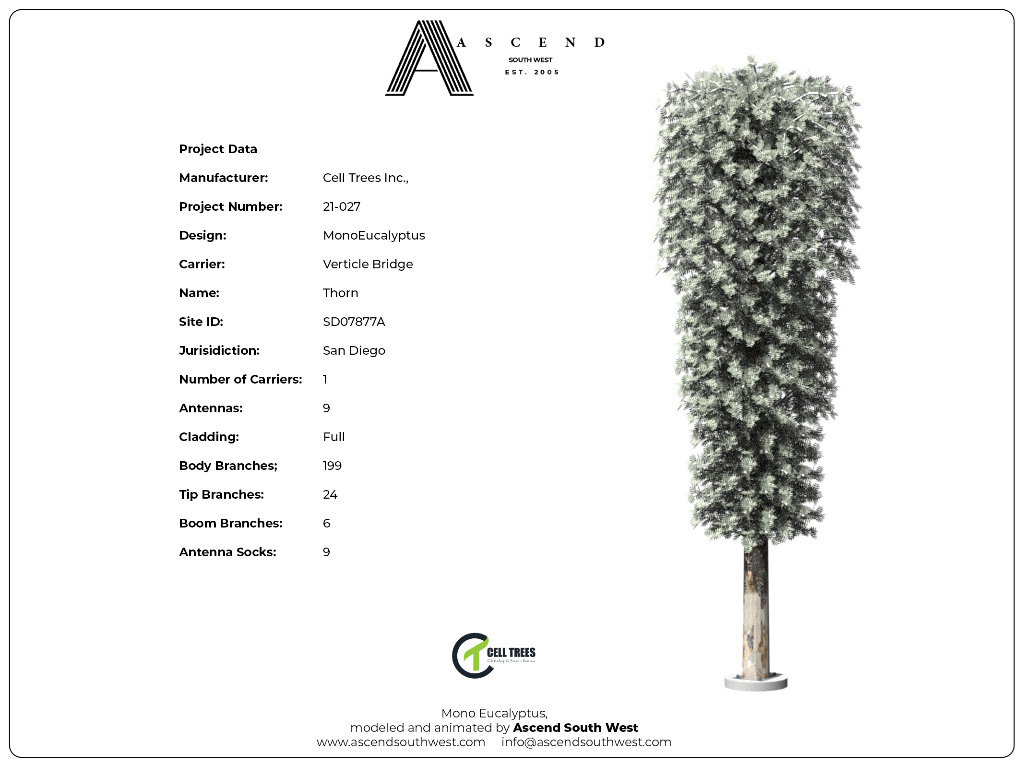 A S C E N D
SOUTH WEST
EST. 2005
Project Data
Manufacturer: Cell Trees Inc.,
Project Number: 21-027
Design: MonoEucalyptus
Carrier: Verticle Bridge
Name: Thorn
Site ID: SD07877A
Jurisidiction: San Diego
Number of Carriers: 1
Antennas: 9
Cladding: Full
Body Branches; 199
Tip Branches: 24
Boom Branches: 6
Antenna Socks: 9
CELL TREES
Mono Eucalyptus,
modeled and animated by Ascend South West
www.ascendsouthwest.com info@ascendsouthwest.com